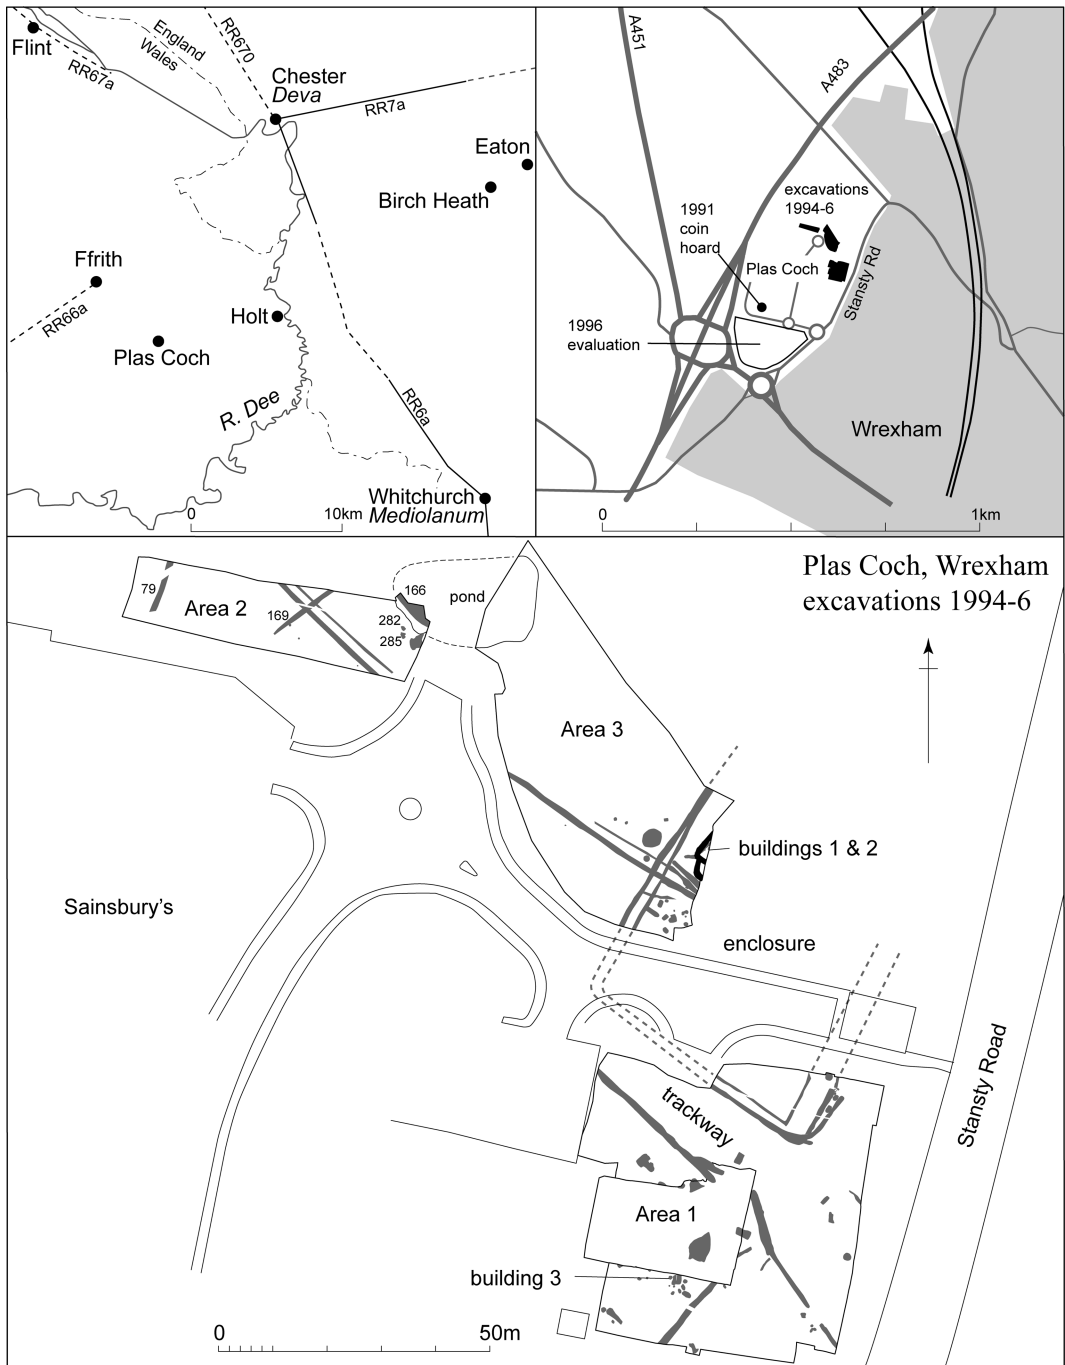 Flint
RR67a
England
Wales
RR670
Chester
Deva
RR7a
Eaton
Birch Heath
Ffrith
RR66a
Holt
Plas Coch
R. Dee
RR6a
Whitchurch
Mediolanum
0
10km
A451
A483
excavations
1994-6
1991
coin
hoard
Plas Coch
Stansty Rd
1996
evaluation
Wrexham
0
1km
Plas Coch, Wrexham
excavations 1994-6
79
Area 2
169
166
282
285
pond
Area 3
buildings 1 & 2
Sainsbury's
enclosure
trackway
Stansty Road
Area 1
building 3
0
50m